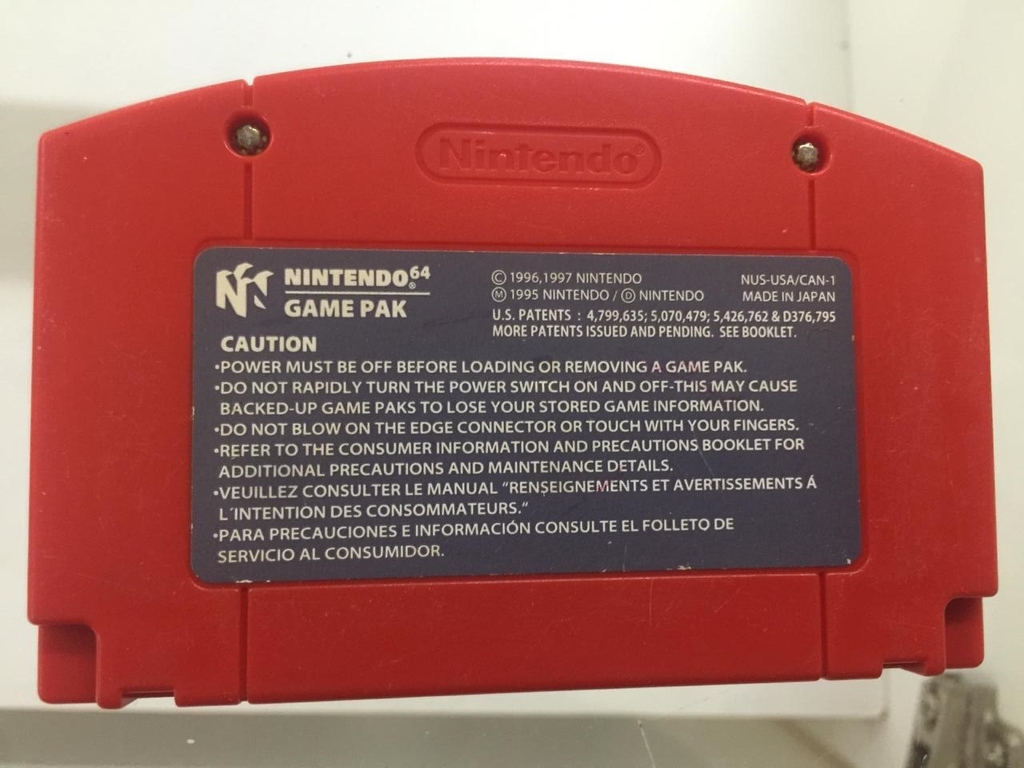 Nintendo®
NINTENDO®64
GAME PAK
© 1996,1997 NINTENDO
Ⓜ 1995 NINTENDO / Ⓓ NINTENDO
NUS-USA/CAN-1
MADE IN JAPAN
U.S. PATENTS : 4,799,635; 5,070,479; 5,426,762 & D376,795
MORE PATENTS ISSUED AND PENDING. SEE BOOKLET.
CAUTION
•POWER MUST BE OFF BEFORE LOADING OR REMOVING A GAME PAK.
•DO NOT RAPIDLY TURN THE POWER SWITCH ON AND OFF-THIS MAY CAUSE
BACKED-UP GAME PAKS TO LOSE YOUR STORED GAME INFORMATION.
•DO NOT BLOW ON THE EDGE CONNECTOR OR TOUCH WITH YOUR FINGERS.
•REFER TO THE CONSUMER INFORMATION AND PRECAUTIONS BOOKLET FOR
ADDITIONAL PRECAUTIONS AND MAINTENANCE DETAILS.
•VEUILLEZ CONSULTER LE MANUAL "RENSEIGNEMENTS ET AVERTISSEMENTS Á
L'INTENTION DES CONSOMMATEURS."
•PARA PRECAUCIONES E INFORMACIÓN CONSULTE EL FOLLETO DE
SERVICIO AL CONSUMIDOR.